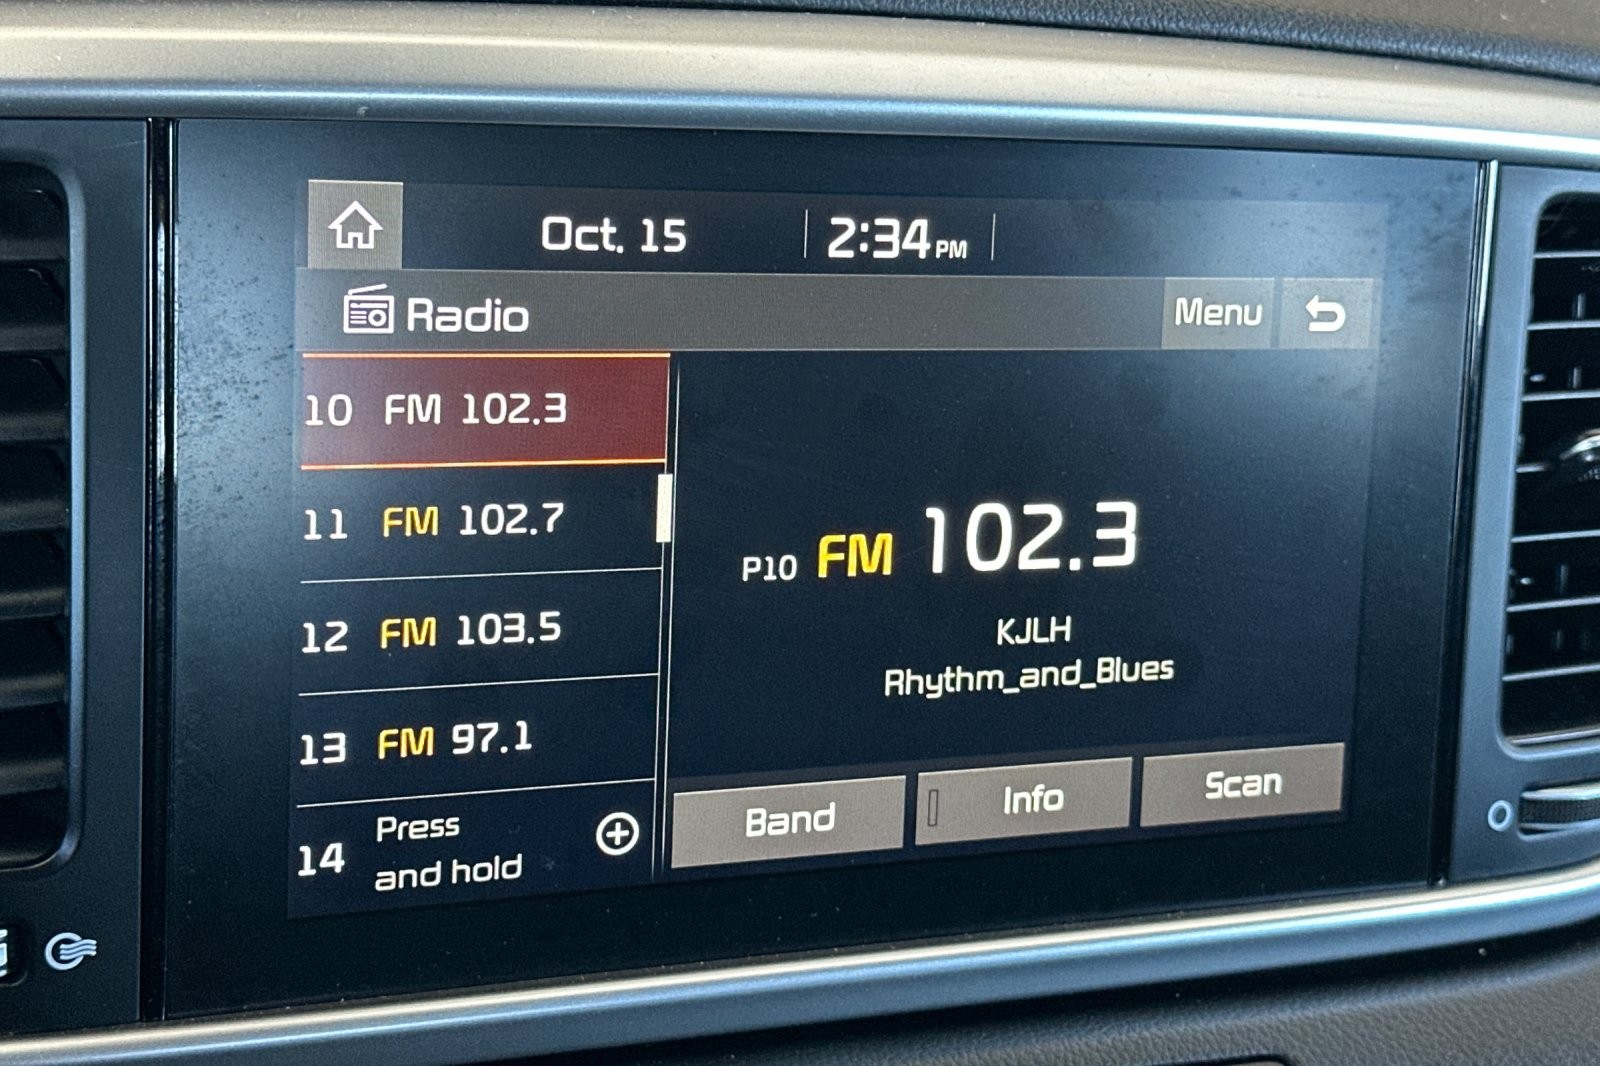 Oct. 15 2:34 PM
Radio Menu
10 FM 102.3
11 FM 102.7
12 FM 103.5
13 FM 97.1
14 Press
and hold
P10 FM 102.3
KJLH
Rhythm_and_Blues
Band Info Scan